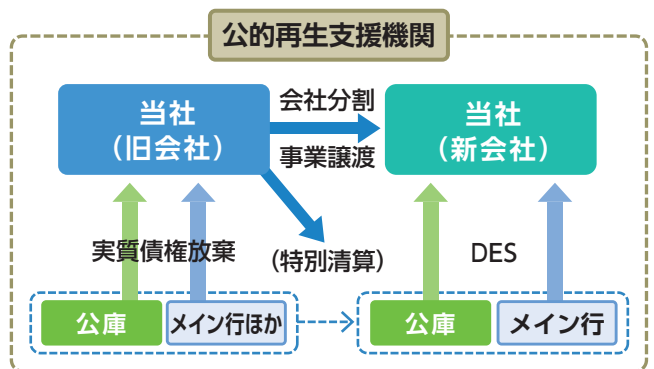 公的再生支援機関
当社
（旧会社）
会社分割
事業譲渡
当社
（新会社）
実質債権放棄
（特別清算）
DES
公庫
メイン行ほか
公庫
メイン行